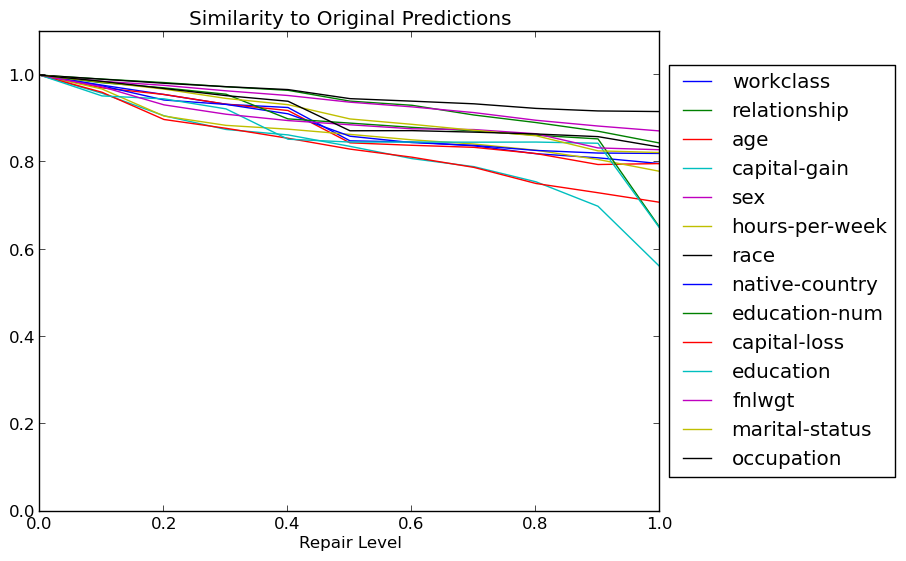 Similarity to Original Predictions
1.0
0.8
0.6
0.4
0.2
0.0
0.0 0.2 0.4 0.6 0.8 1.0
Repair Level
workclass
relationship
age
capital-gain
sex
hours-per-week
race
native-country
education-num
capital-loss
education
fnlwgt
marital-status
occupation